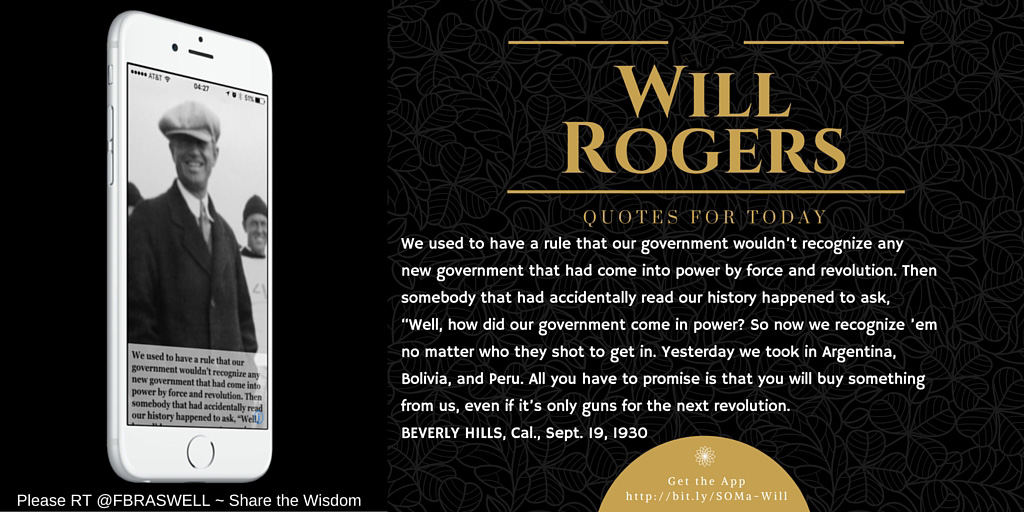 AT&T
04:27
51%
We used to have a rule that our
government wouldn't recognize any
new government that had come into
power by force and revolution. Then
somebody that had accidentally read
our history happened to ask, "Well,
Please RT @FBRASWELL ~ Share the Wisdom
WILL
ROGERS
QUOTES FOR TODAY
We used to have a rule that our government wouldn't recognize any
new government that had come into power by force and revolution. Then
somebody that had accidentally read our history happened to ask,
"Well, how did our government come in power? So now we recognize 'em
no matter who they shot to get in. Yesterday we took in Argentina,
Bolivia, and Peru. All you have to promise is that you will buy something
from us, even if it's only guns for the next revolution.
BEVERLY HILLS, Cal., Sept. 19, 1930
Get the App
http://bit.ly/SOMa-Will